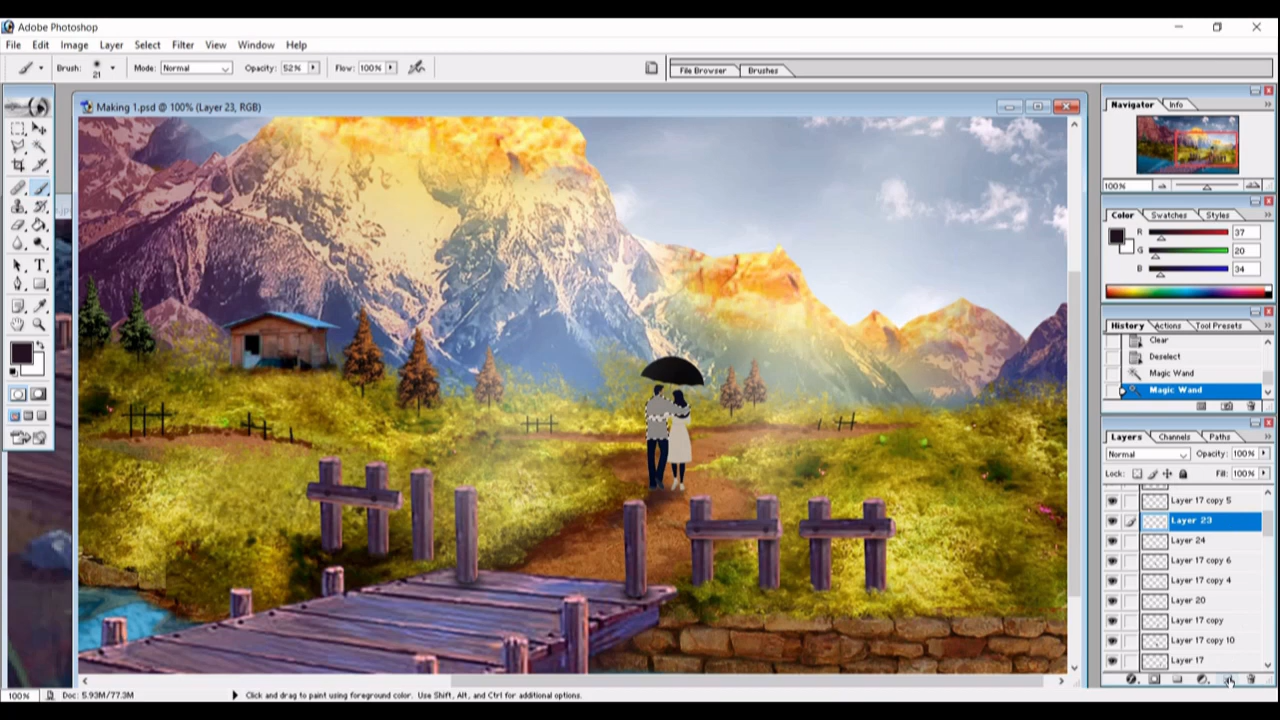 Adobe Photoshop
File Edit Image Layer Select Filter View Window Help
Brush: 21 Mode: Normal Opacity: 52% Flow: 100% File Browser Brushes
Making 1.psd @ 100% (Layer 23, RGB)
Navigator Info
100%
Color Swatches Styles
R 37
G 20
B 34
History Actions Tool Presets
Clear
Deselect
Magic Wand
Magic Wand
Layers Channels Paths
Normal Opacity: 100%
Lock: Fill: 100%
Layer 17 copy 5
Layer 23
Layer 24
Layer 17 copy 6
Layer 17 copy 4
Layer 20
Layer 17 copy
Layer 17 copy 10
Layer 17
100% Doc: 5.93M/77.3M Click and drag to paint using foreground color. Use Shift, Alt, and Ctrl for additional options.